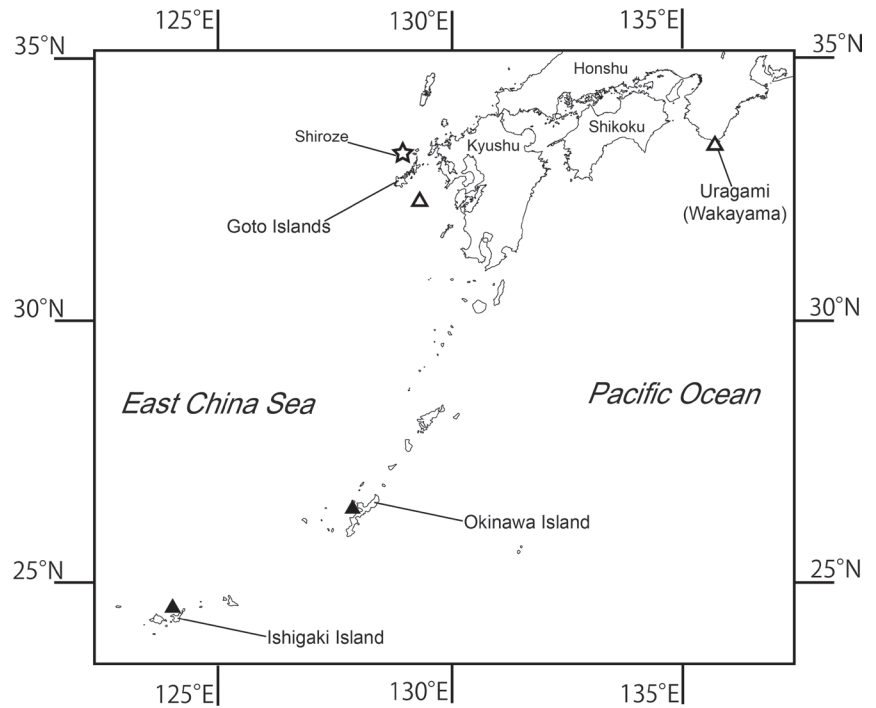 125°E
130°E
135°E
35°N
35°N
Honshu
Shiroze
Shikoku
Kyushu
Uragami
(Wakayama)
Goto Islands
30°N
30°N
East China Sea
Pacific Ocean
Okinawa Island
25°N
25°N
Ishigaki Island
125°E
130°E
135°E